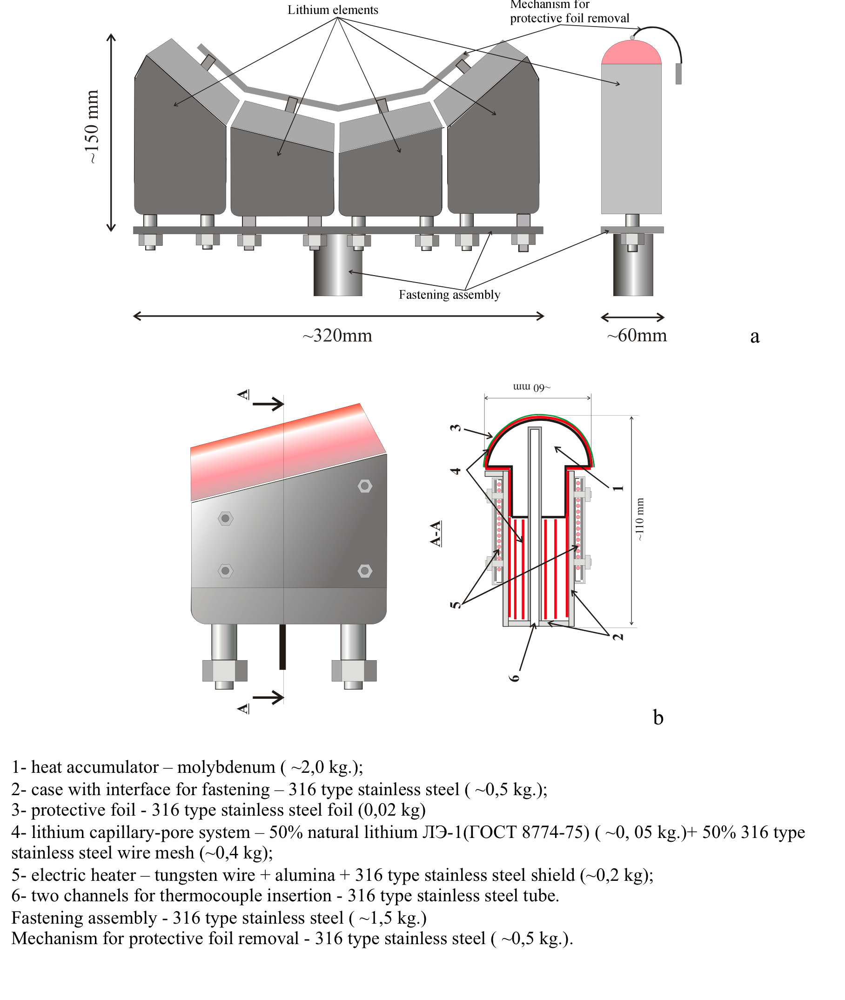 Lithium elements
Mechanism for
protective foil removal
~150 mm
Fastening assembly
~320mm
~60mm
a
A
~60 mm
3
4
1
A-A
~110 mm
5
2
6
A
b
1- heat accumulator – molybdenum ( ~2,0 kg.);
2- case with interface for fastening – 316 type stainless steel ( ~0,5 kg.);
3- protective foil - 316 type stainless steel foil (0,02 kg)
4- lithium capillary-pore system – 50% natural lithium ЛЭ-1(ГОСТ 8774-75) ( ~0, 05 kg.)+ 50% 316 type
stainless steel wire mesh (~0,4 kg);
5- electric heater – tungsten wire + alumina + 316 type stainless steel shield (~0,2 kg);
6- two channels for thermocouple insertion - 316 type stainless steel tube.
Fastening assembly - 316 type stainless steel ( ~1,5 kg.)
Mechanism for protective foil removal - 316 type stainless steel ( ~0,5 kg.).